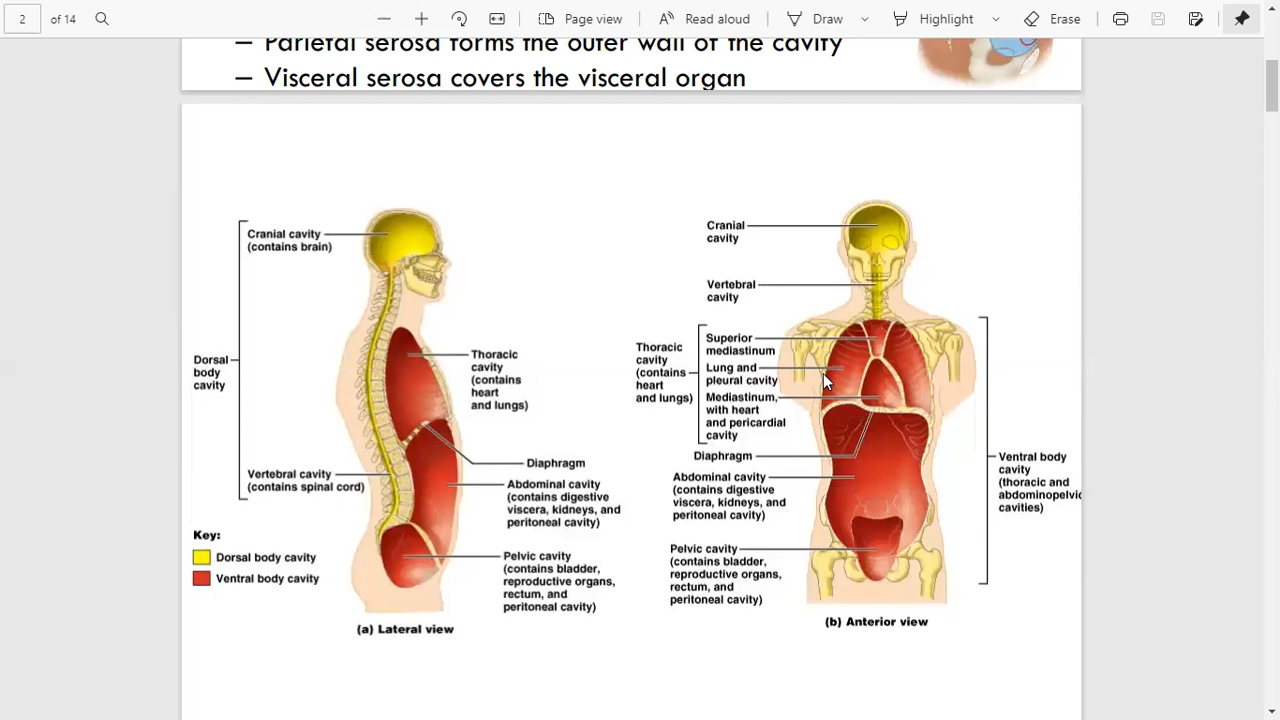 2 of 14
Page view
Read aloud
Draw
Highlight
Erase
– Parietal serosa forms the outer wall of the cavity
– Visceral serosa covers the visceral organ
Cranial cavity
(contains brain)
Dorsal
body
cavity
Vertebral cavity
(contains spinal cord)
Key:
Dorsal body cavity
Ventral body cavity
Thoracic
cavity
(contains
heart
and lungs)
Diaphragm
Abdominal cavity
(contains digestive
viscera, kidneys, and
peritoneal cavity)
Pelvic cavity
(contains bladder,
reproductive organs,
rectum, and
peritoneal cavity)
(a) Lateral view
Cranial
cavity
Vertebral
cavity
Thoracic
cavity
(contains
heart
and lungs)
Superior
mediastinum
Lung and
pleural cavity
Mediastinum,
with heart
and pericardial
cavity
Diaphragm
Abdominal cavity
(contains digestive
viscera, kidneys, and
peritoneal cavity)
Pelvic cavity
(contains bladder,
reproductive organs,
rectum, and
peritoneal cavity)
Ventral body
cavity
(thoracic and
abdominopelvic
cavities)
(b) Anterior view